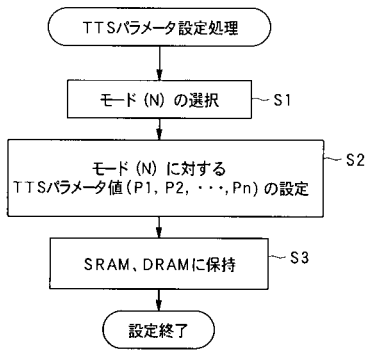 TTSパラメータ設定処理
モード (N) の選択
S1
モード (N) に対する
TTSパラメータ値(P1, P2, ・・・,Pn) の設定
S2
SRAM、DRAMに保持
S3
設定終了